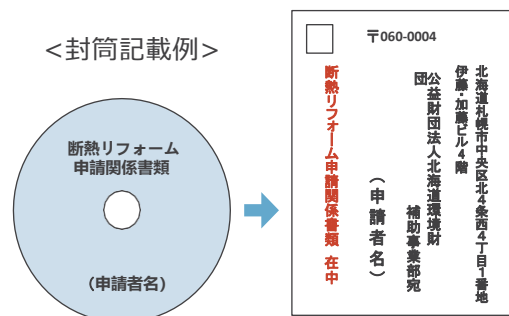 <封筒記載例>
断熱リフォーム
申請関係書類
(申請者名)
〒060-0004
北海道札幌市中央区北4条西4丁目1番地
伊藤・加藤ビル4階
公益財団法人北海道環境財
団
補助事業部宛
(申請者名)
断熱リフォーム申請関係書類 在中